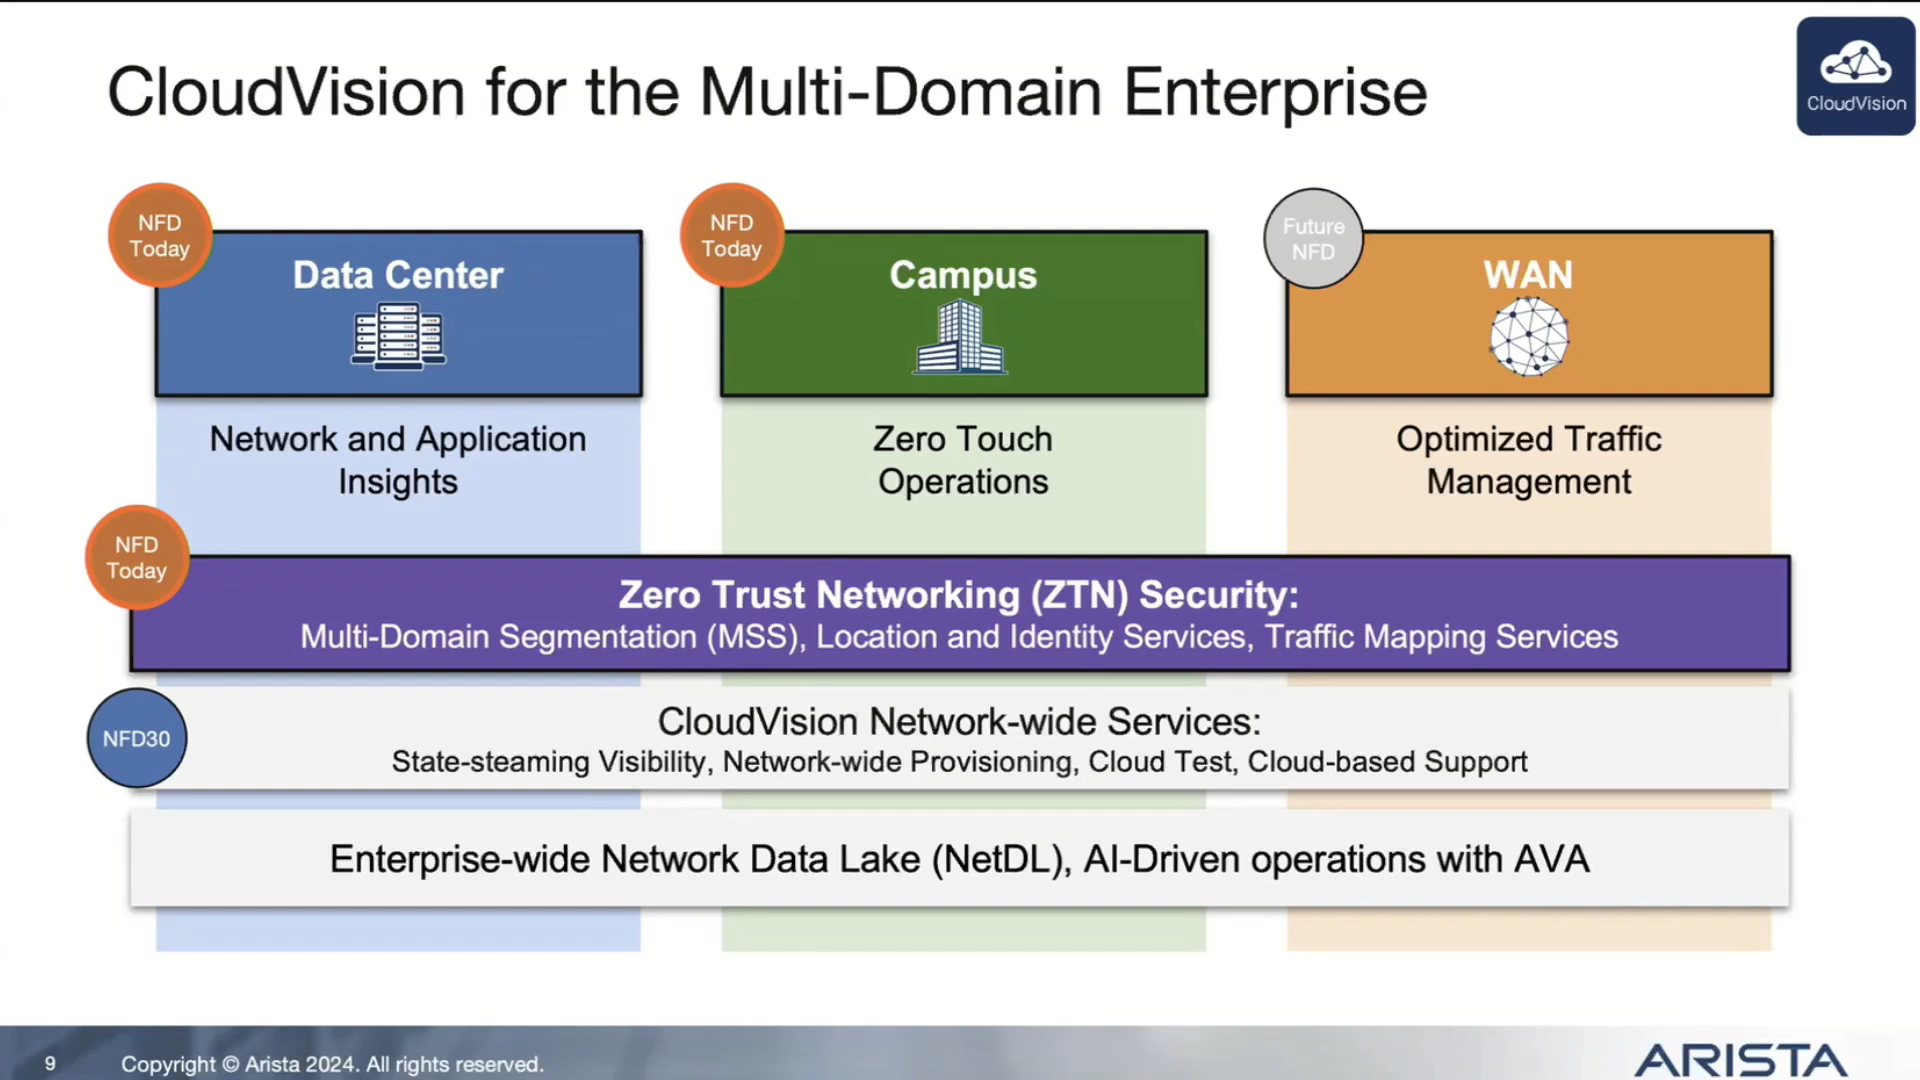 CloudVision for the Multi-Domain Enterprise
CloudVision
NFD
Today
Data Center
Network and Application
Insights
NFD
Today
Campus
Zero Touch
Operations
Future
NFD
WAN
Optimized Traffic
Management
NFD
Today
Zero Trust Networking (ZTN) Security:
Multi-Domain Segmentation (MSS), Location and Identity Services, Traffic Mapping Services
NFD30
CloudVision Network-wide Services:
State-steaming Visibility, Network-wide Provisioning, Cloud Test, Cloud-based Support
Enterprise-wide Network Data Lake (NetDL), AI-Driven operations with AVA
9
Copyright © Arista 2024. All rights reserved.
ARISTA